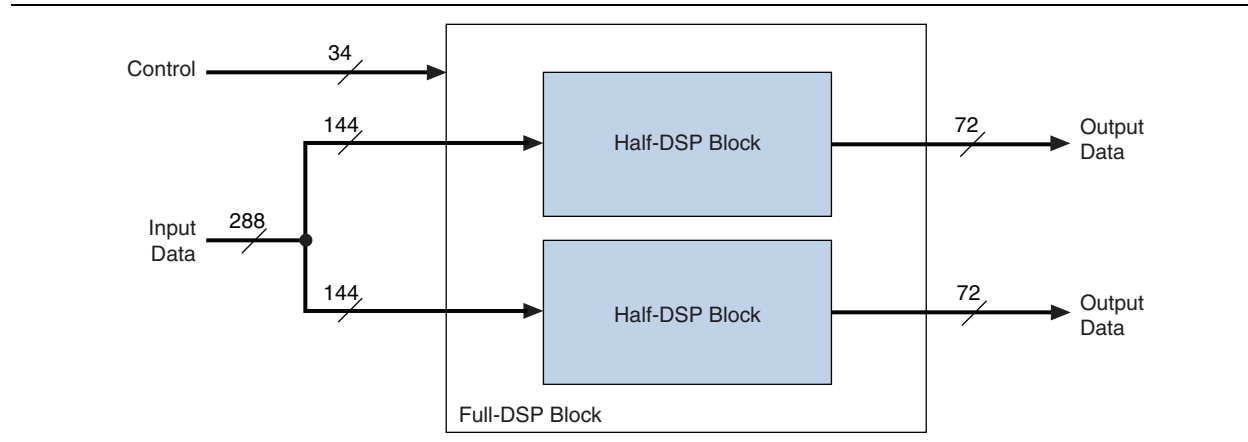 Control
34
144
Half-DSP Block
72
Output
Data
Input
Data
288
144
Half-DSP Block
72
Output
Data
Full-DSP Block